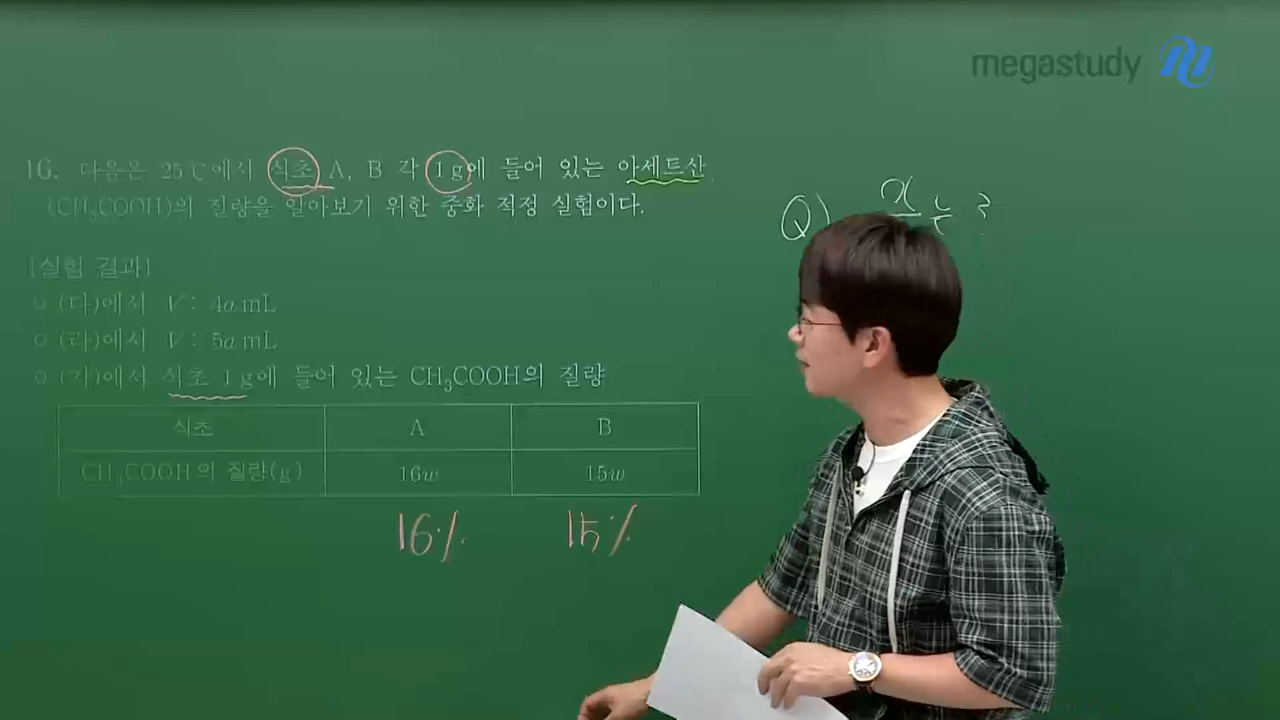 megastudy
16. 다음은 25℃에서 식초 A, B 각 1 g에 들어 있는 아세트산
(CH₃COOH)의 질량을 알아보기 위한 중화 적정 실험이다.
[실험 결과]
○ (다)에서 V : 4a mL
○ (라)에서 V : 5a mL
○ (가)에서 식초 1 g에 들어 있는 CH₃COOH의 질량
식초 A B
CH₃COOH의 질량(g) 16w 15w
16% 15%
Q) x 는 ?